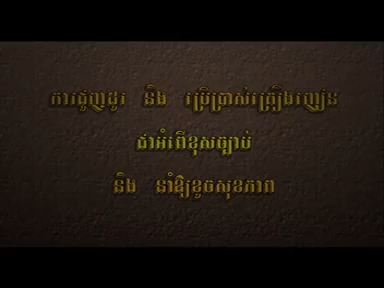 ការជួញដូរ និង ប្រើប្រាស់គ្រឿងញៀន
ជាអំពើខុសច្បាប់
និង នាំឱ្យខូចសុខភាព